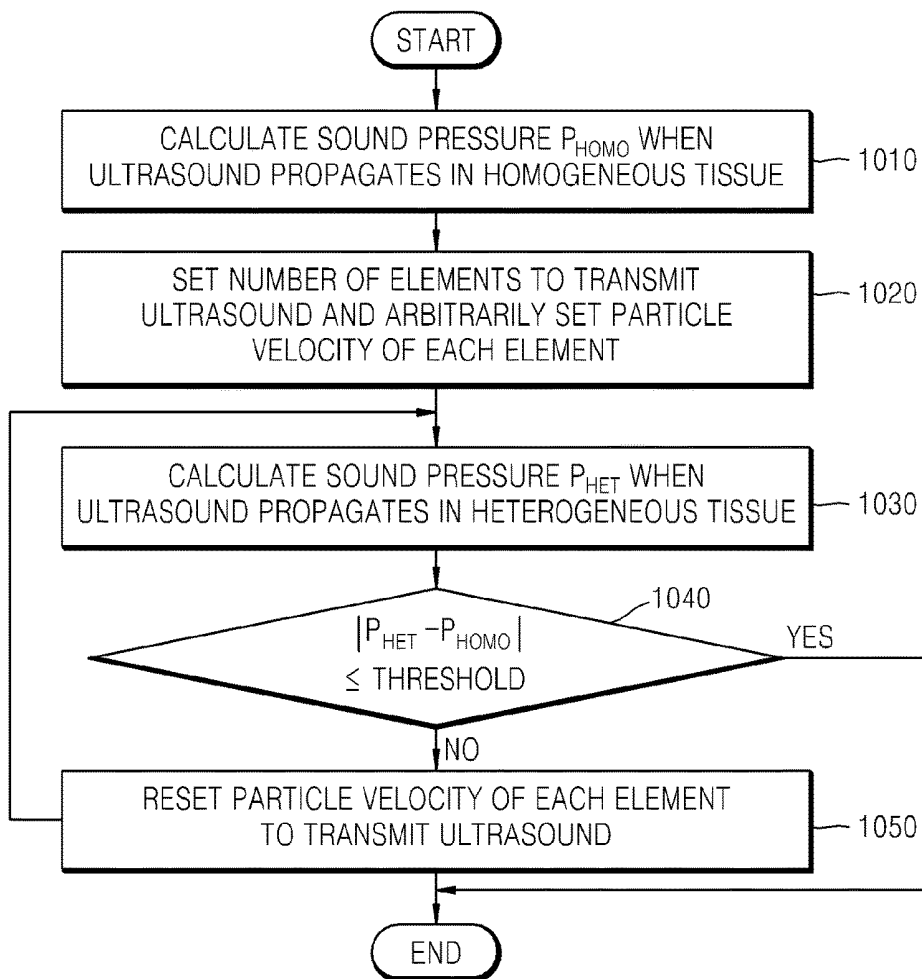 START
CALCULATE SOUND PRESSURE P_HOMO WHEN
ULTRASOUND PROPAGATES IN HOMOGENEOUS TISSUE
1010
SET NUMBER OF ELEMENTS TO TRANSMIT
ULTRASOUND AND ARBITRARILY SET PARTICLE
VELOCITY OF EACH ELEMENT
1020
CALCULATE SOUND PRESSURE P_HET WHEN
ULTRASOUND PROPAGATES IN HETEROGENEOUS TISSUE
1030
1040
|P_HET - P_HOMO|
≤ THRESHOLD
YES
NO
RESET PARTICLE VELOCITY OF EACH ELEMENT
TO TRANSMIT ULTRASOUND
1050
END